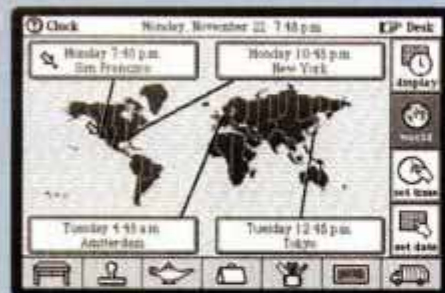 Clock Monday, November 22 7:48 p.m. Desk
Monday 7:48 p.m.
San Francisco
Monday 10:48 p.m.
New York
display
world
set time
set date
Tuesday 4:48 a.m.
Amsterdam
Tuesday 12:48 p.m.
Tokyo